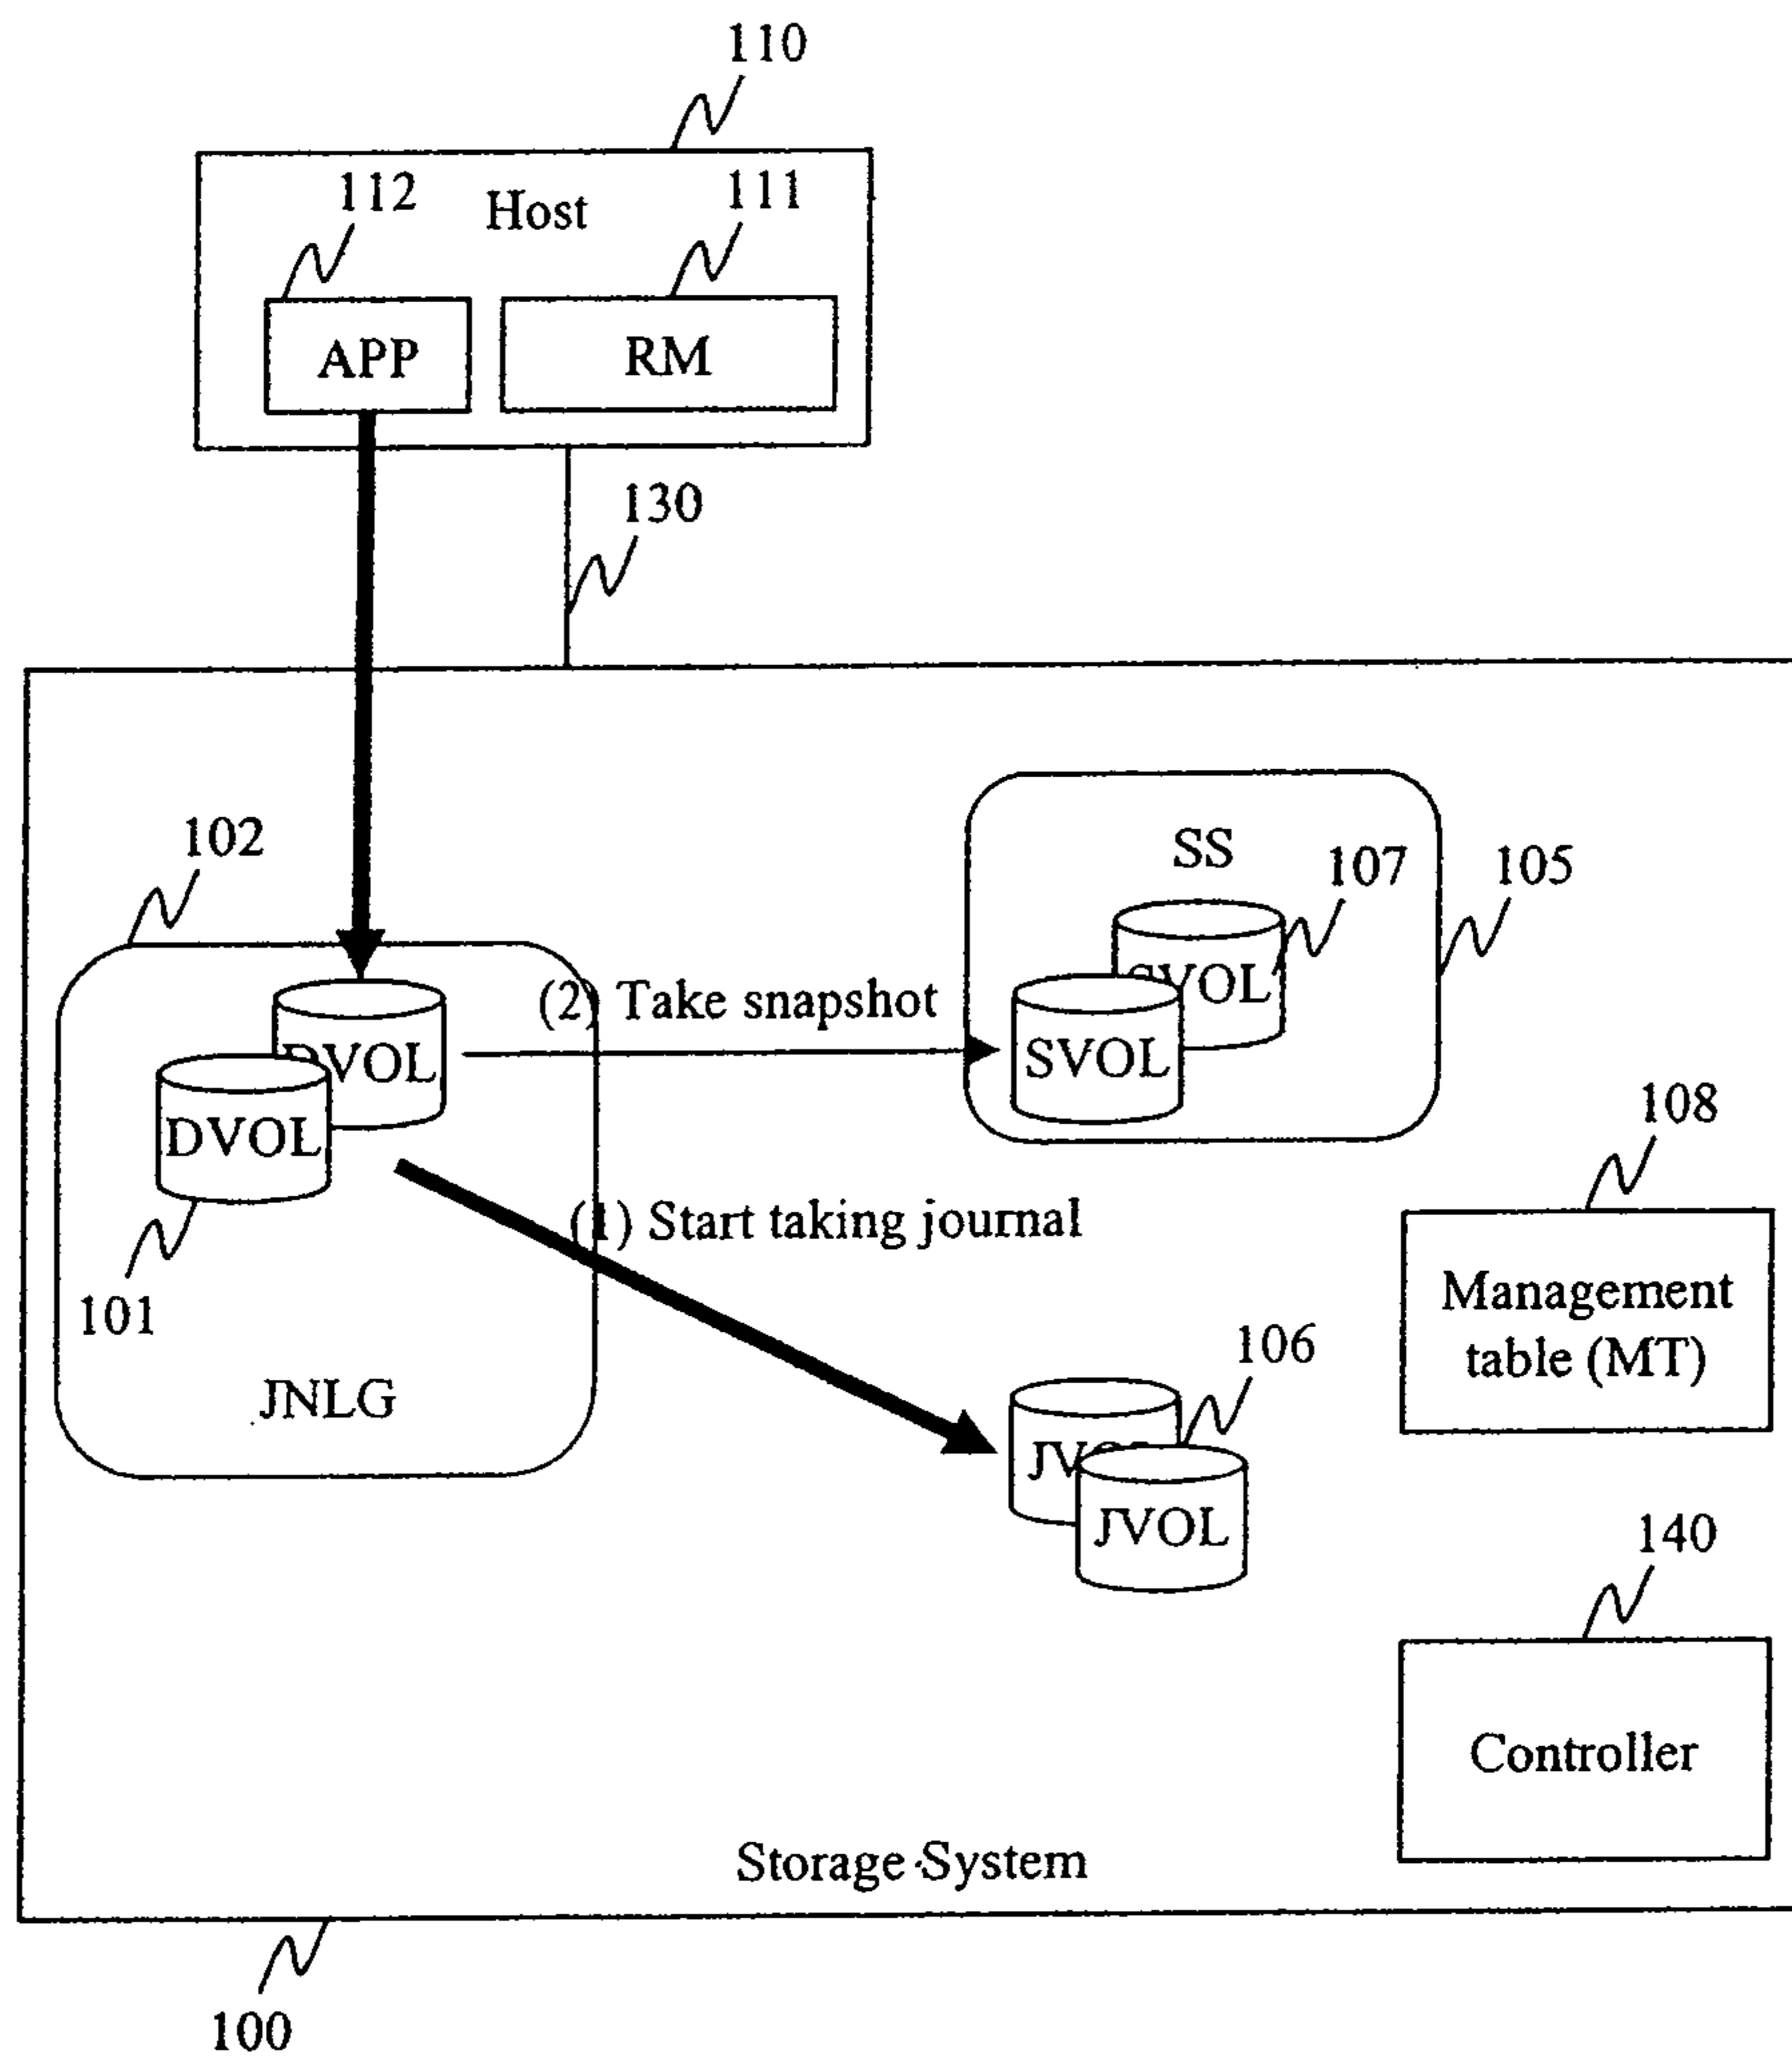 110
112
Host
111
APP
RM
130
102
SS
107
105
SVOL
(2) Take snapshot
DVOL
SVOL
DVOL
108
(1) Start taking journal
101
Management
table (MT)
106
JNLG
JVOL
140
Controller
Storage System
100